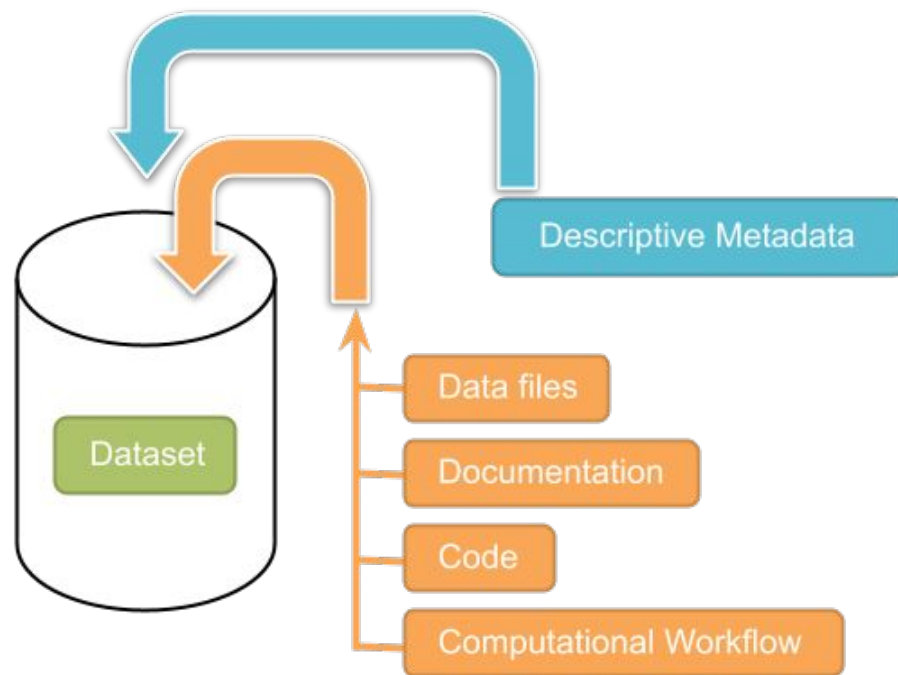 Descriptive Metadata
Data files
Dataset
Documentation
Code
Computational Workflow